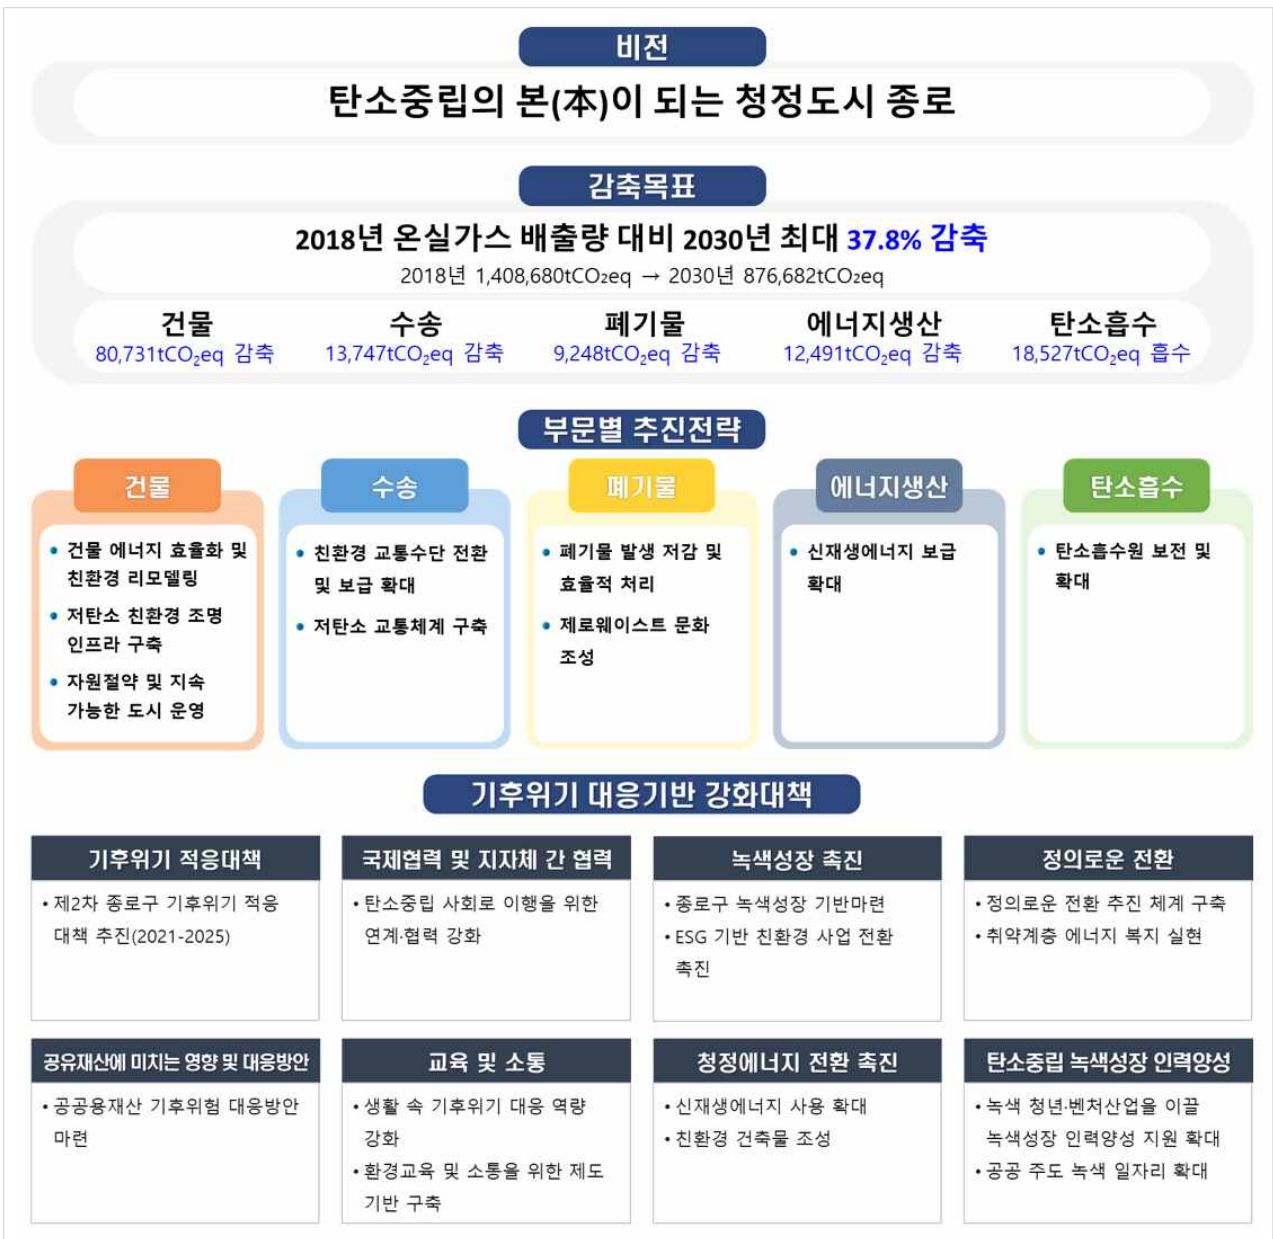 비전
탄소중립의 본(本)이 되는 청정도시 종로
감축목표
2018년 온실가스 배출량 대비 2030년 최대 37.8% 감축
2018년 1,408,680tCO₂eq → 2030년 876,682tCO₂eq
건물
80,731tCO₂eq 감축
수송
13,747tCO₂eq 감축
폐기물
9,248tCO₂eq 감축
에너지생산
12,491tCO₂eq 감축
탄소흡수
18,527tCO₂eq 흡수
부문별 추진전략
건물
• 건물 에너지 효율화 및
친환경 리모델링
• 저탄소 친환경 조명
인프라 구축
• 자원절약 및 지속
가능한 도시 운영
수송
• 친환경 교통수단 전환
및 보급 확대
• 저탄소 교통체계 구축
폐기물
• 폐기물 발생 저감 및
효율적 처리
• 제로웨이스트 문화
조성
에너지생산
• 신재생에너지 보급
확대
탄소흡수
• 탄소흡수원 보전 및
확대
기후위기 대응기반 강화대책
기후위기 적응대책
• 제2차 종로구 기후위기 적응
대책 추진(2021-2025)
국제협력 및 지자체 간 협력
• 탄소중립 사회로 이행을 위한
연계·협력 강화
녹색성장 촉진
• 종로구 녹색성장 기반마련
• ESG 기반 친환경 사업 전환
촉진
정의로운 전환
• 정의로운 전환 추진 체계 구축
• 취약계층 에너지 복지 실현
공유재산에 미치는 영향 및 대응방안
• 공공용재산 기후위험 대응방안
마련
교육 및 소통
• 생활 속 기후위기 대응 역량
강화
• 환경교육 및 소통을 위한 제도
기반 구축
청정에너지 전환 촉진
• 신재생에너지 사용 확대
• 친환경 건축물 조성
탄소중립 녹색성장 인력양성
• 녹색 청년·벤처산업을 이끌
녹색성장 인력양성 지원 확대
• 공공 주도 녹색 일자리 확대